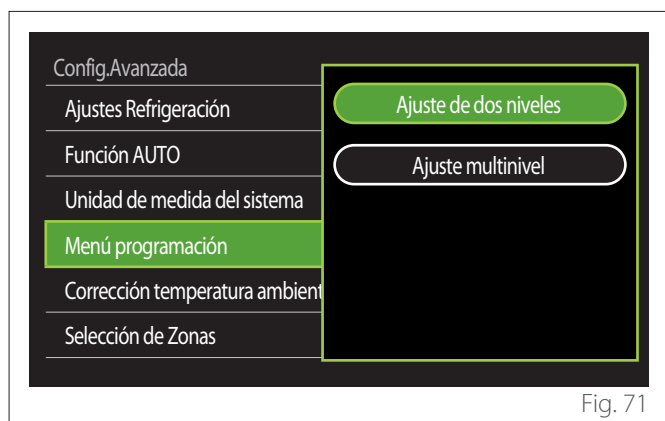 Config.Avanzada
Ajustes Refrigeración
Función AUTO
Unidad de medida del sistema
Menú programación
Corrección temperatura ambient
Selección de Zonas
Ajuste de dos niveles
Ajuste multinivel
Fig. 71